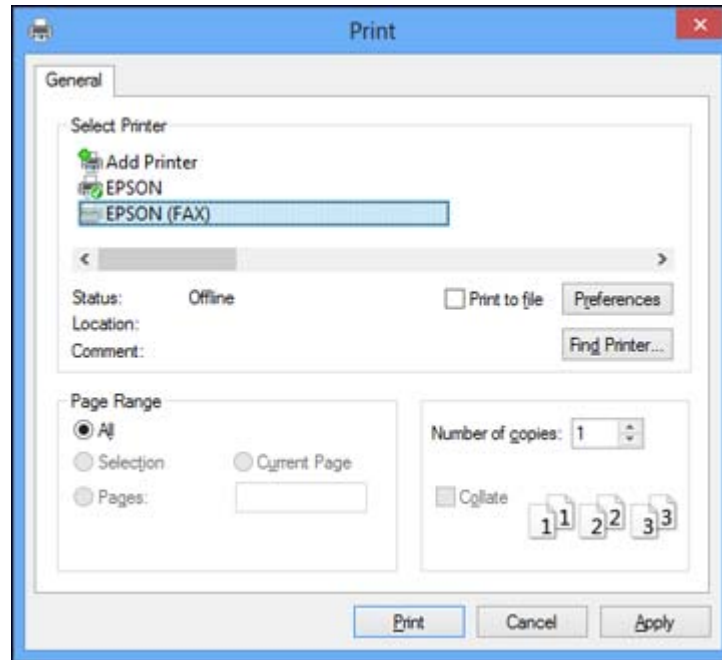 Print
General
Select Printer
Add Printer
EPSON
EPSON (FAX)
Status: Offline
Print to file
Preferences
Location:
Comment:
Find Printer...
Page Range
All
Selection
Current Page
Pages:
Number of copies: 1
Collate
1 1 2 2 3 3
Print
Cancel
Apply